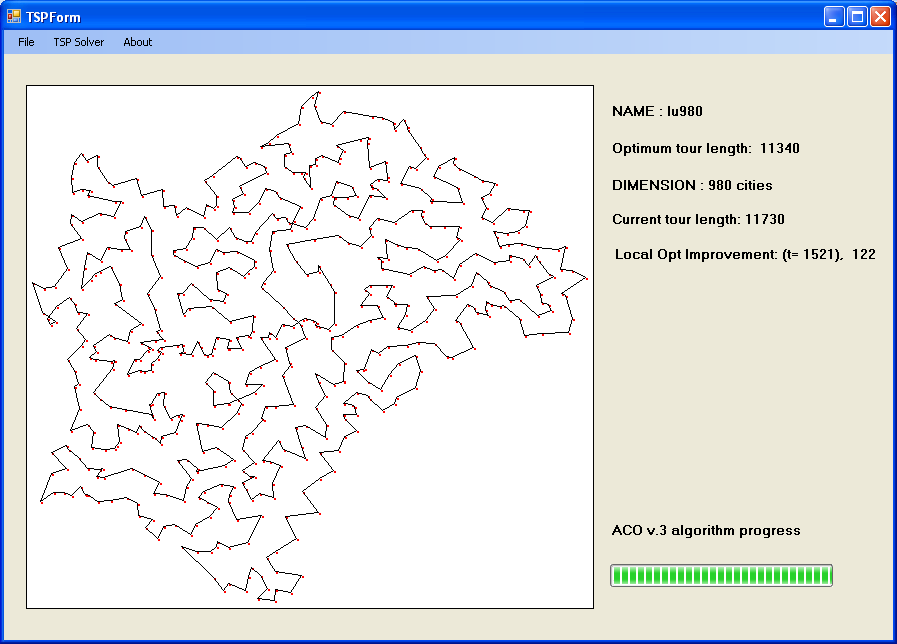 TSPForm
File TSP Solver About
NAME : lu980
Optimum tour length: 11340
DIMENSION : 980 cities
Current tour length: 11730
Local Opt Improvement: (t= 1521), 122
ACO v.3 algorithm progress